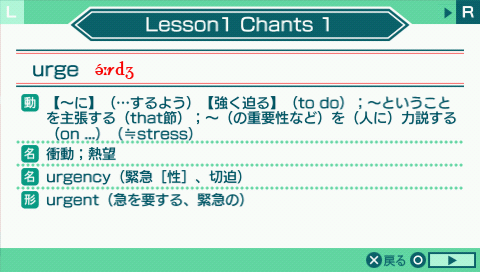 L
Lesson1 Chants 1
R
urge ə́ːrdʒ
動 【～に】（…するよう）【強く迫る】（to do）；～ということ
を主張する（that節）；～（の重要性など）を（人に）力説する
（on ...）（≒stress）
名 衝動；熱望
名 urgency（緊急［性］、切迫）
形 urgent（急を要する、緊急の）
戻る